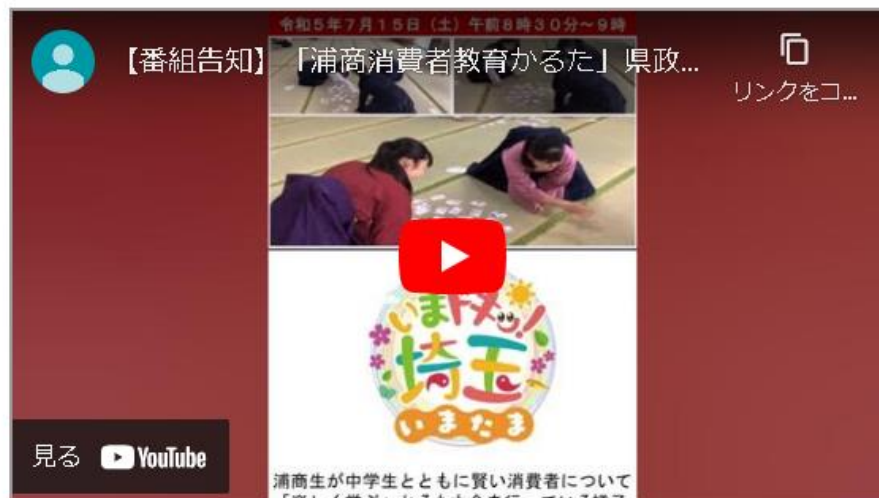 令和5年7月15日(土)午前8時30分~9時
【番組告知】「浦商消費者教育かるた」県政...
リンクをコ...
いまドキッ!
埼玉
いまたま
見る YouTube
浦商生が中学生とともに賢い消費者について